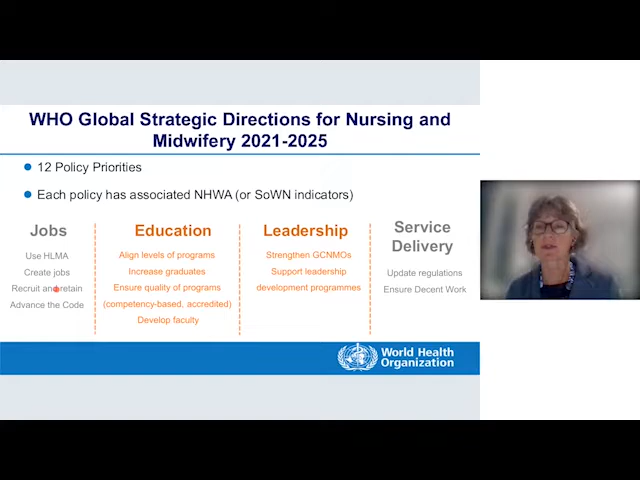 WHO Global Strategic Directions for Nursing and
Midwifery 2021-2025
12 Policy Priorities
Each policy has associated NHWA (or SoWN indicators)
Jobs
Use HLMA
Create jobs
Recruit and retain
Advance the Code
Education
Align levels of programs
Increase graduates
Ensure quality of programs
(competency-based, accredited)
Develop faculty
Leadership
Strengthen GCNMOs
Support leadership
development programmes
Service
Delivery
Update regulations
Ensure Decent Work
World Health
Organization